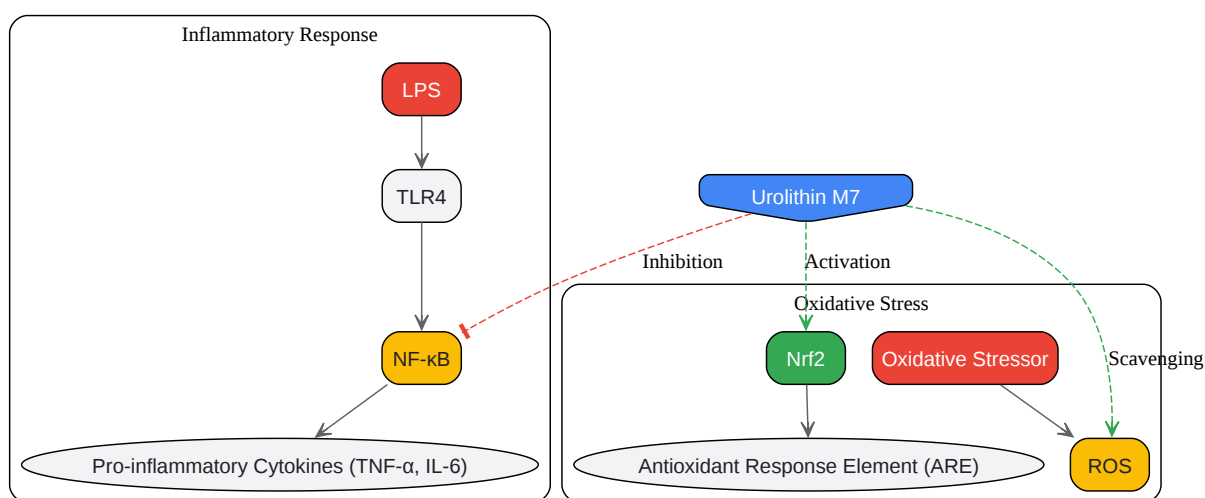 Inflammatory Response
LPS
TLR4
Urolithin M7
Inhibition
Activation
Oxidative Stress
NF-κB
Nrf2
Oxidative Stressor
Scavenging
Pro-inflammatory Cytokines (TNF-α, IL-6)
Antioxidant Response Element (ARE)
ROS